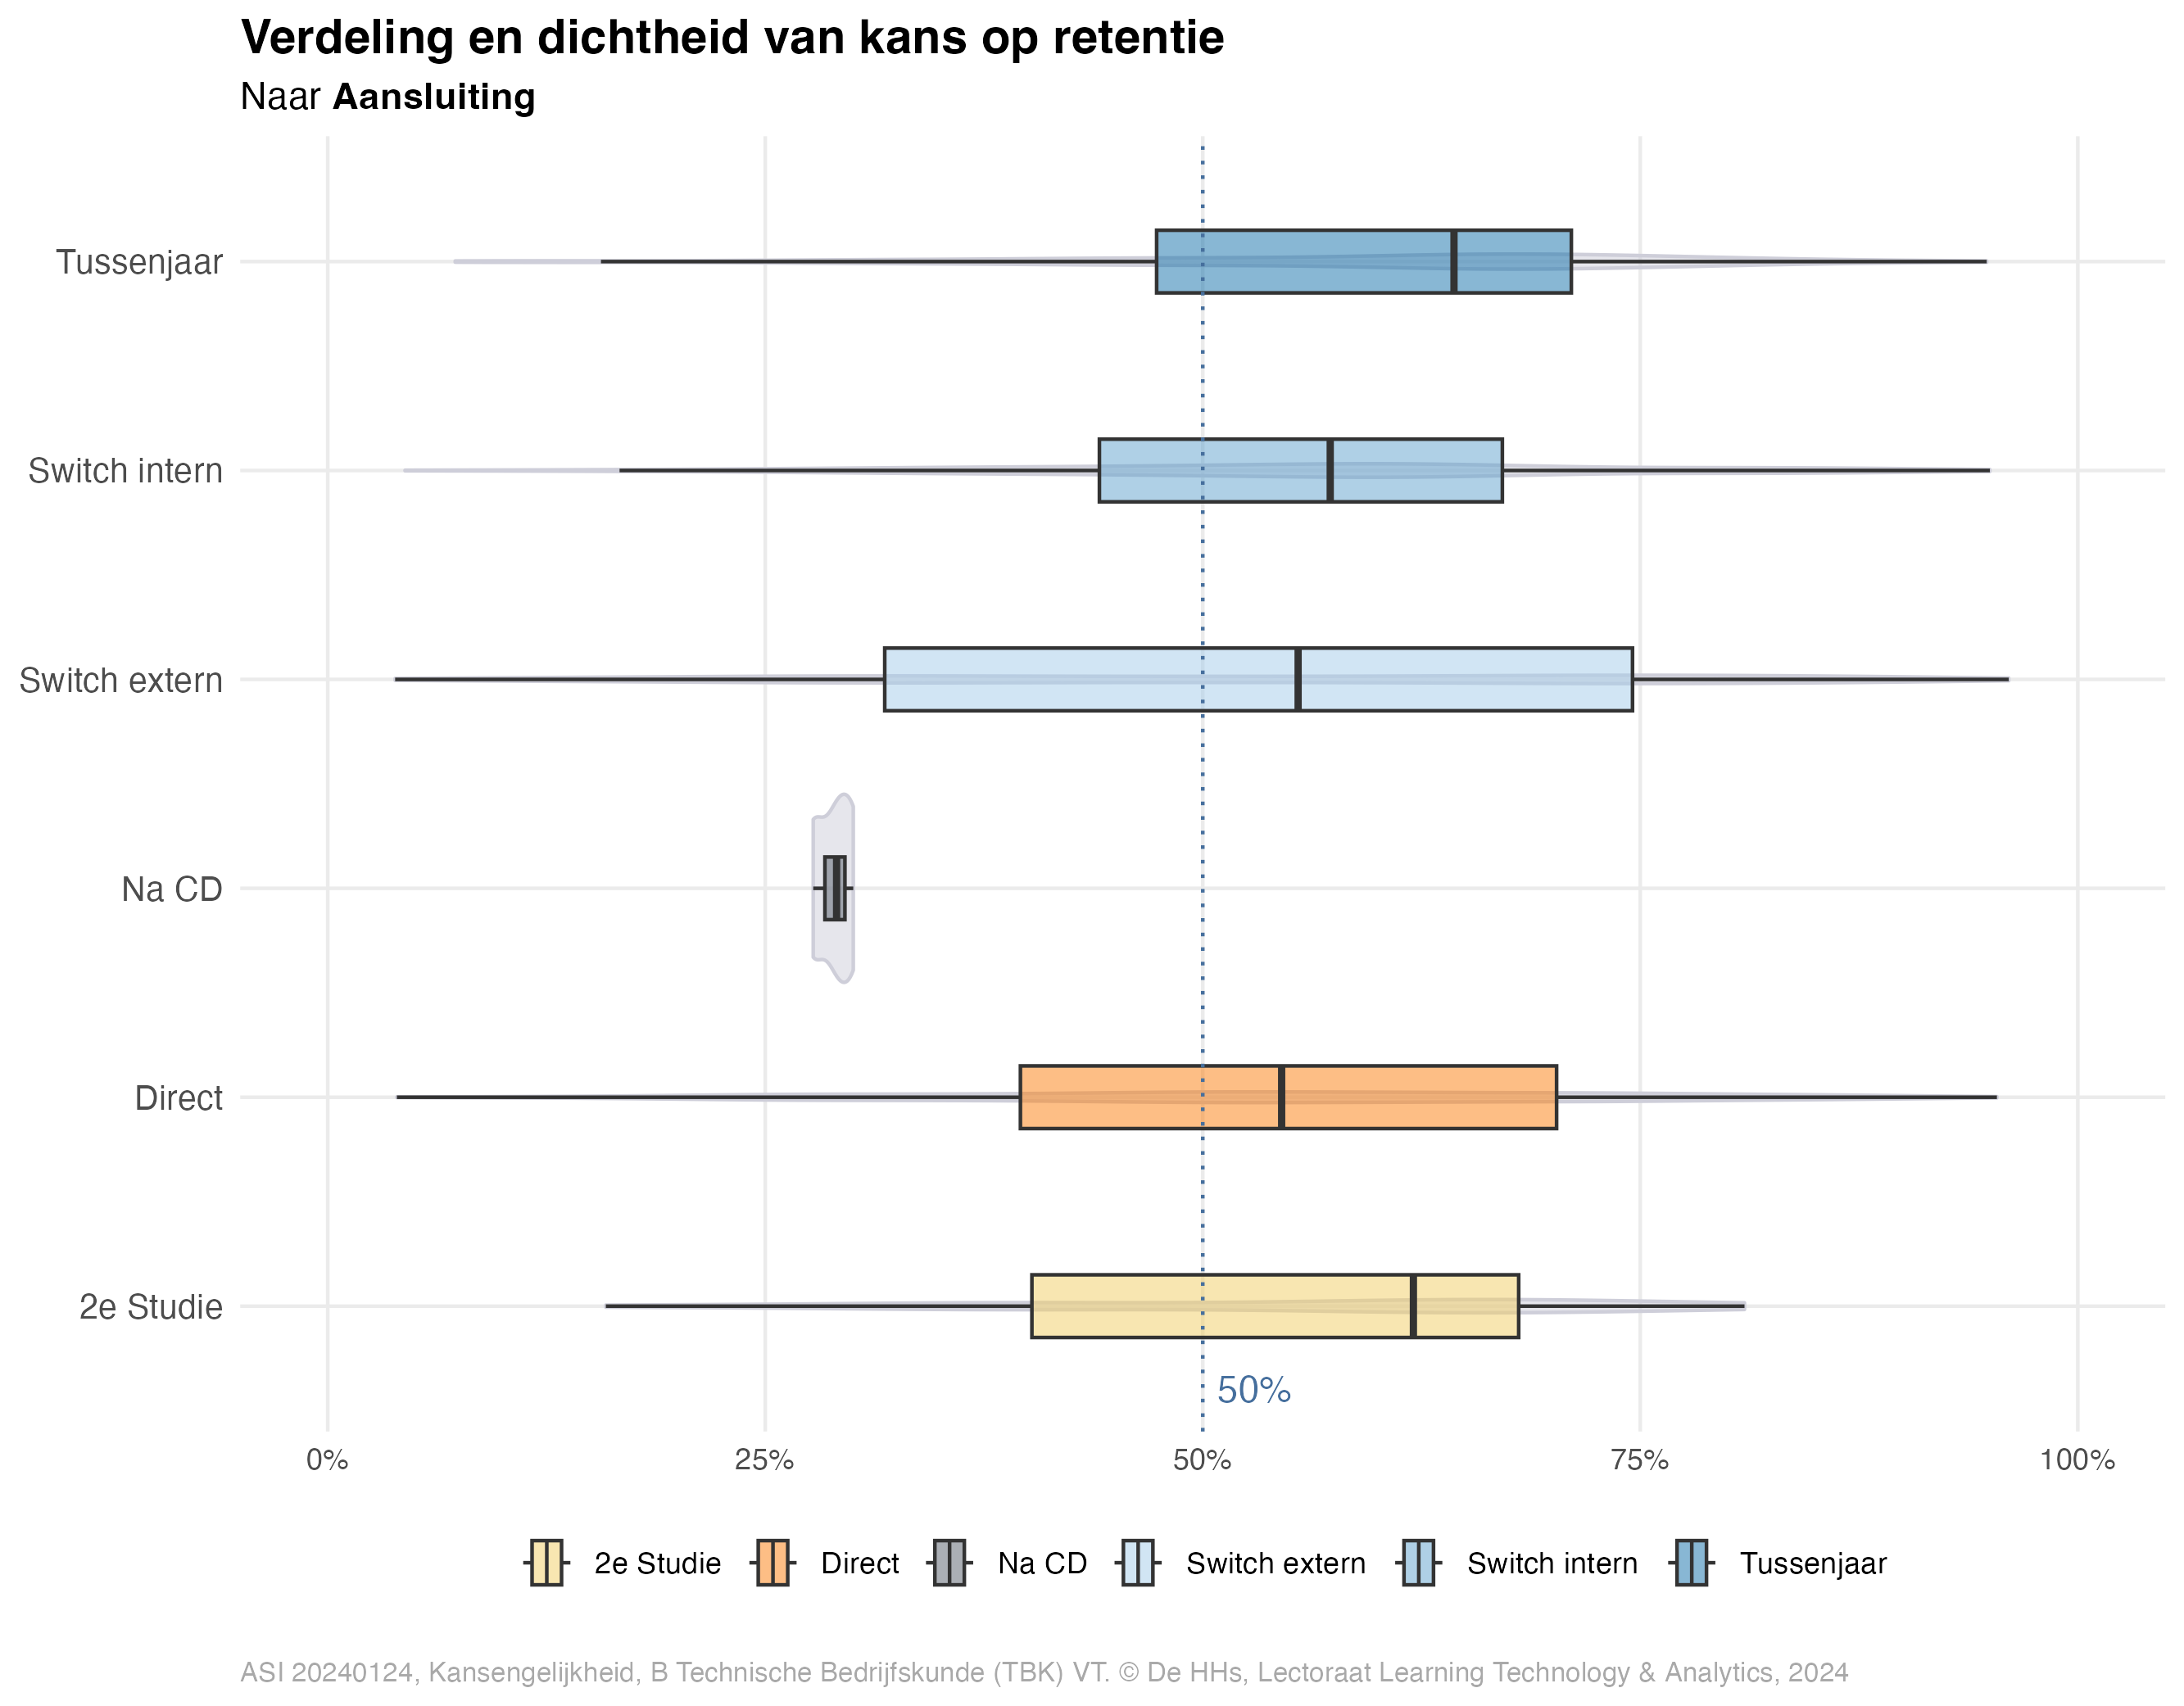 Verdeling en dichtheid van kans op retentie
Naar Aansluiting
Tussenjaar
Switch intern
Switch extern
Na CD
Direct
2e Studie
50%
0% 25% 50% 75% 100%
2e Studie Direct Na CD Switch extern Switch intern Tussenjaar
ASI 20240124, Kansengelijkheid, B Technische Bedrijfskunde (TBK) VT. © De HHs, Lectoraat Learning Technology & Analytics, 2024